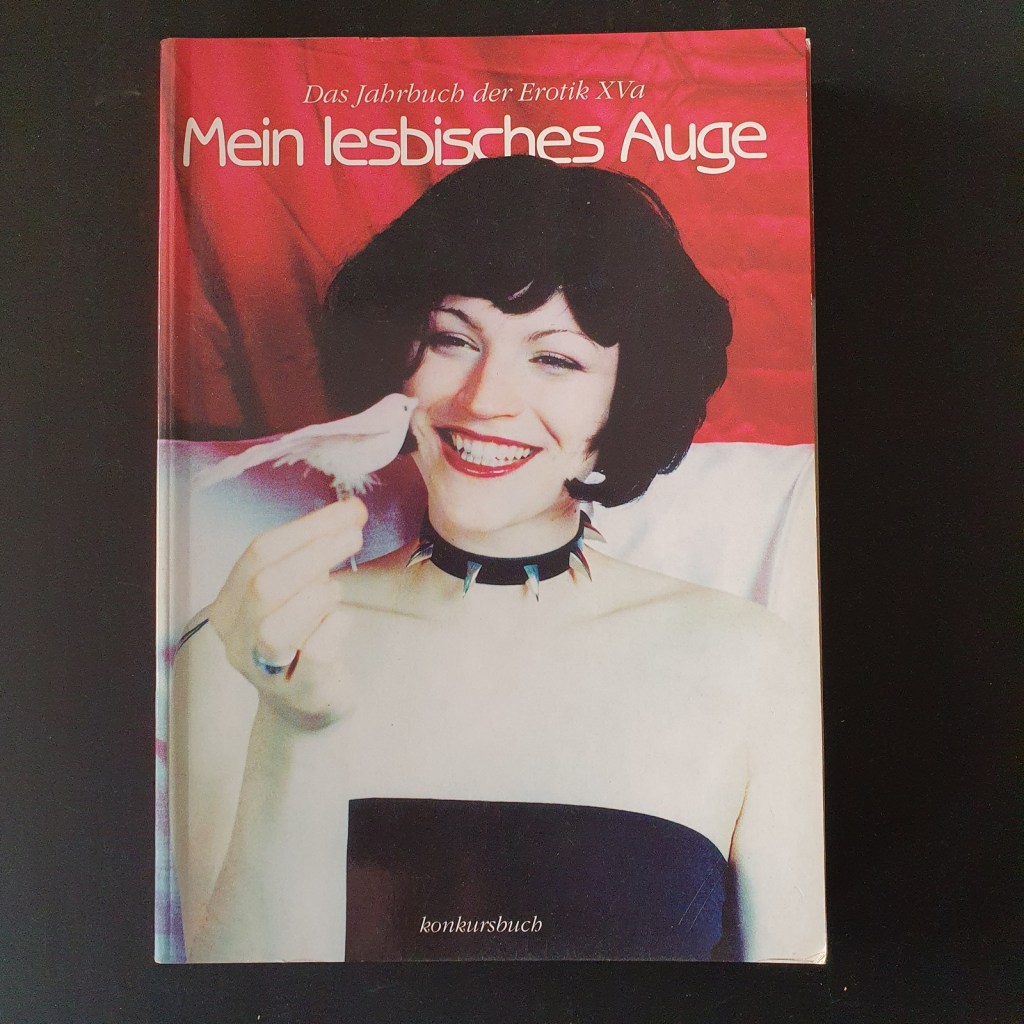 Das Jahrbuch der Erotik XVa
Mein lesbisches Auge
konkursbuch